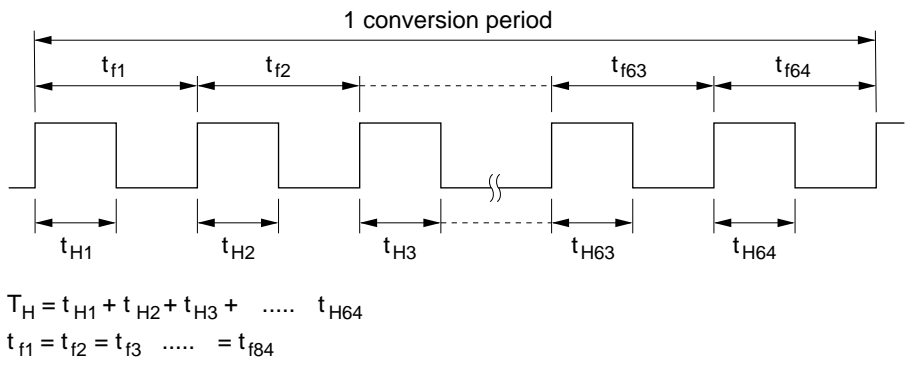 1 conversion period
tf1 tf2 tf63 tf64
tH1 tH2 tH3 tH63 tH64
TH = tH1 + tH2 + tH3 + ..... tH64
tf1 = tf2 = tf3 ..... = tf84